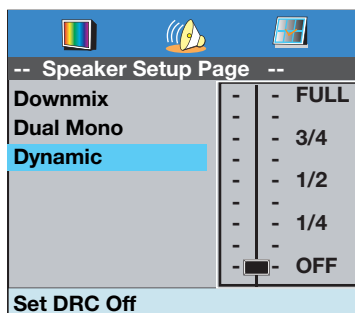 -- Speaker Setup Page --
Downmix
Dual Mono
Dynamic
FULL
3/4
1/2
1/4
OFF
Set DRC Off